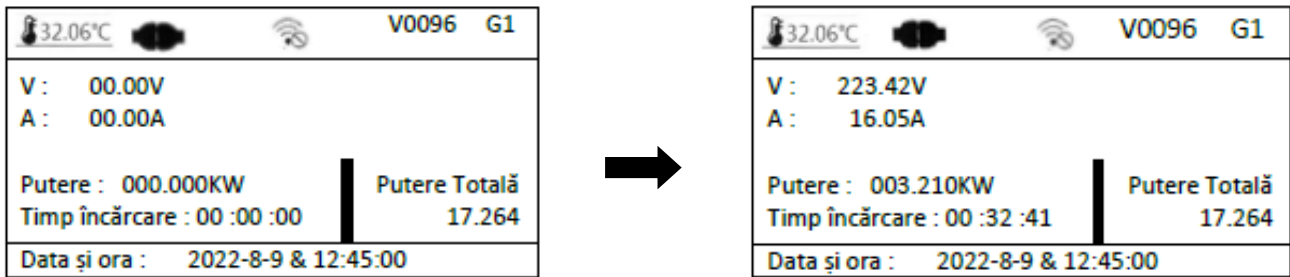 32.06°C V0096 G1
V : 00.00V
A : 00.00A
Putere : 000.000KW Putere Totală
Timp încărcare : 00 :00 :00 17.264
Data și ora : 2022-8-9 & 12:45:00
32.06°C V0096 G1
V : 223.42V
A : 16.05A
Putere : 003.210KW Putere Totală
Timp încărcare : 00 :32 :41 17.264
Data și ora : 2022-8-9 & 12:45:00